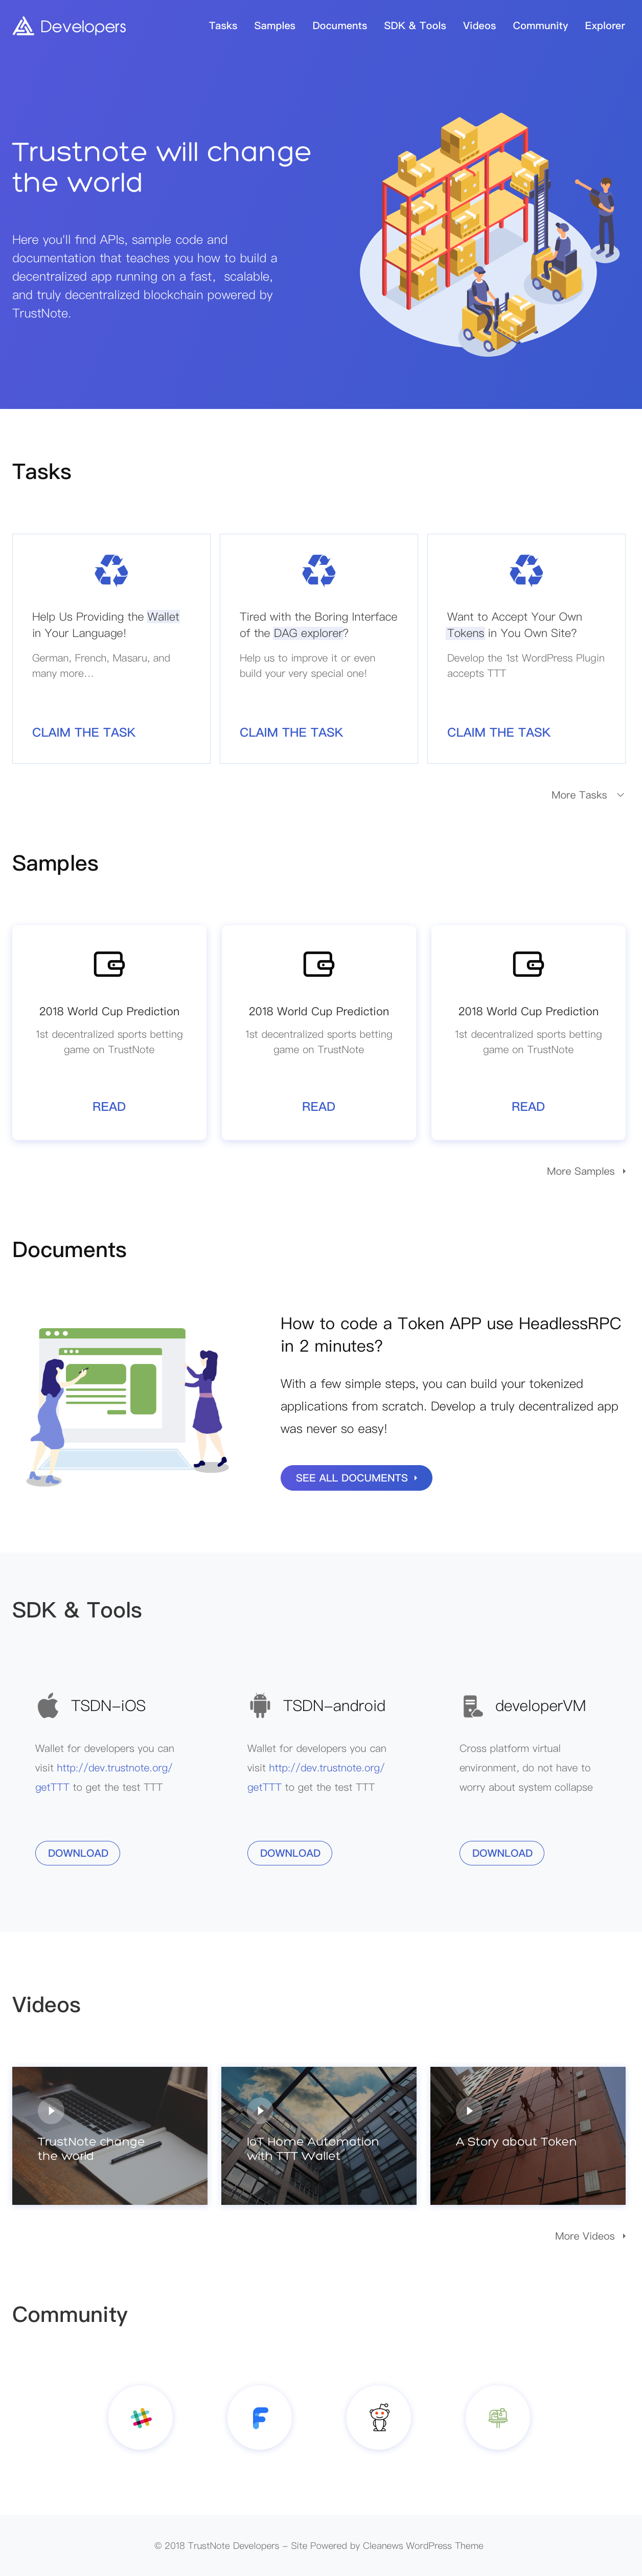 Developers
Tasks Samples Documents SDK & Tools Videos Community Explorer
Trustnote will change
the world
Here you'll find APIs, sample code and
documentation that teaches you how to build a
decentralized app running on a fast, scalable,
and truly decentralized blockchain powered by
TrustNote.
Tasks
Help Us Providing the Wallet
in Your Language!
German, French, Masaru, and
many more...
CLAIM THE TASK
Tired with the Boring Interface
of the DAG explorer?
Help us to improve it or even
build your very special one!
CLAIM THE TASK
Want to Accept Your Own
Tokens in You Own Site?
Develop the 1st WordPress Plugin
accepts TTT
CLAIM THE TASK
More Tasks
Samples
2018 World Cup Prediction
1st decentralized sports betting
game on TrustNote
READ
2018 World Cup Prediction
1st decentralized sports betting
game on TrustNote
READ
2018 World Cup Prediction
1st decentralized sports betting
game on TrustNote
READ
More Samples
Documents
How to code a Token APP use HeadlessRPC
in 2 minutes?
With a few simple steps, you can build your tokenized
applications from scratch. Develop a truly decentralized app
was never so easy!
SEE ALL DOCUMENTS
SDK & Tools
TSDN-iOS
Wallet for developers you can
visit http://dev.trustnote.org/
getTTT to get the test TTT
DOWNLOAD
TSDN-android
Wallet for developers you can
visit http://dev.trustnote.org/
getTTT to get the test TTT
DOWNLOAD
developerVM
Cross platform virtual
environment, do not have to
worry about system collapse
DOWNLOAD
Videos
TrustNote change
the world
IoT Home Automation
with TTT Wallet
A Story about Token
More Videos
Community
© 2018 TrustNote Developers - Site Powered by Cleanews WordPress Theme